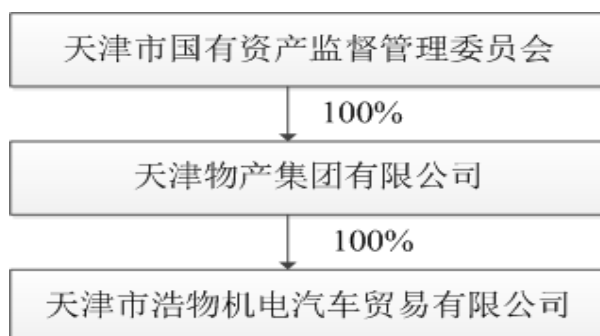 天津市国有资产监督管理委员会
100%
天津物产集团有限公司
100%
天津市浩物机电汽车贸易有限公司